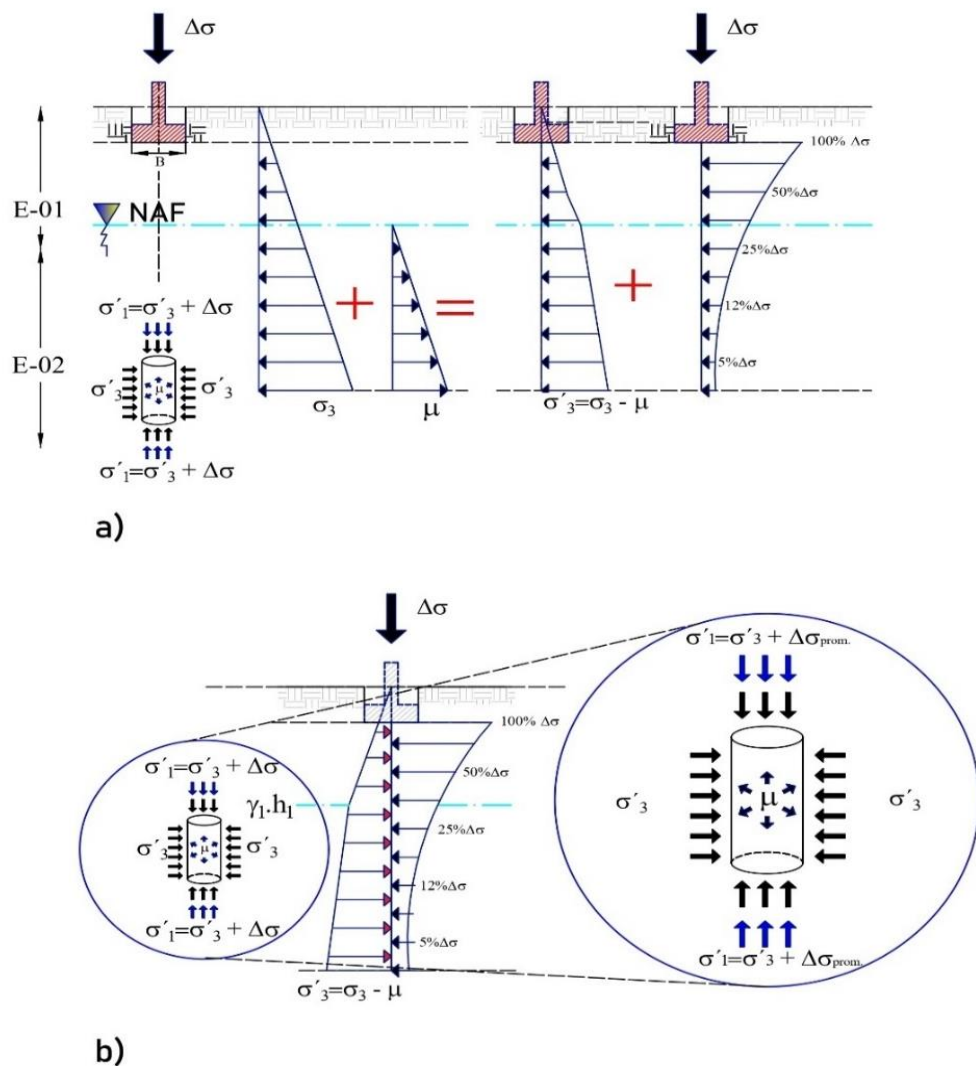 Δσ
Δσ
B
100% Δσ
50%Δσ
25%Δσ
12%Δσ
5%Δσ
E-01
NAF
E-02
σ´1=σ´3 + Δσ
σ´3
μ
σ´3
σ´1=σ´3 + Δσ
+
=
+
σ3
μ
σ´3=σ3 - μ
a)
Δσ
100% Δσ
50%Δσ
25%Δσ
12%Δσ
5%Δσ
γ1.h1
σ´1=σ´3 + Δσ
σ´3
μ
σ´3
σ´1=σ´3 + Δσ
σ´3=σ3 - μ
σ´1=σ´3 + Δσprom.
σ´3
μ
σ´3
σ´1=σ´3 + Δσprom.
b)